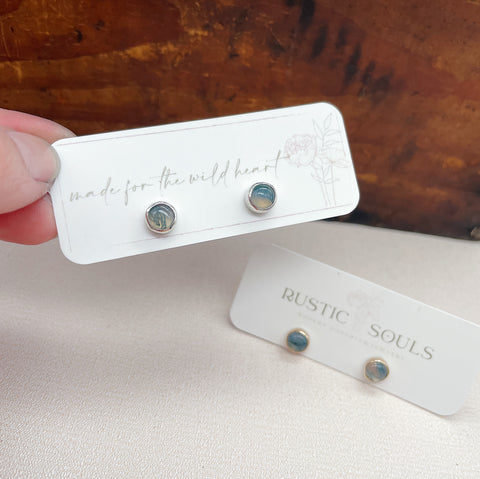 made for the wild heart
RUSTIC SOULS